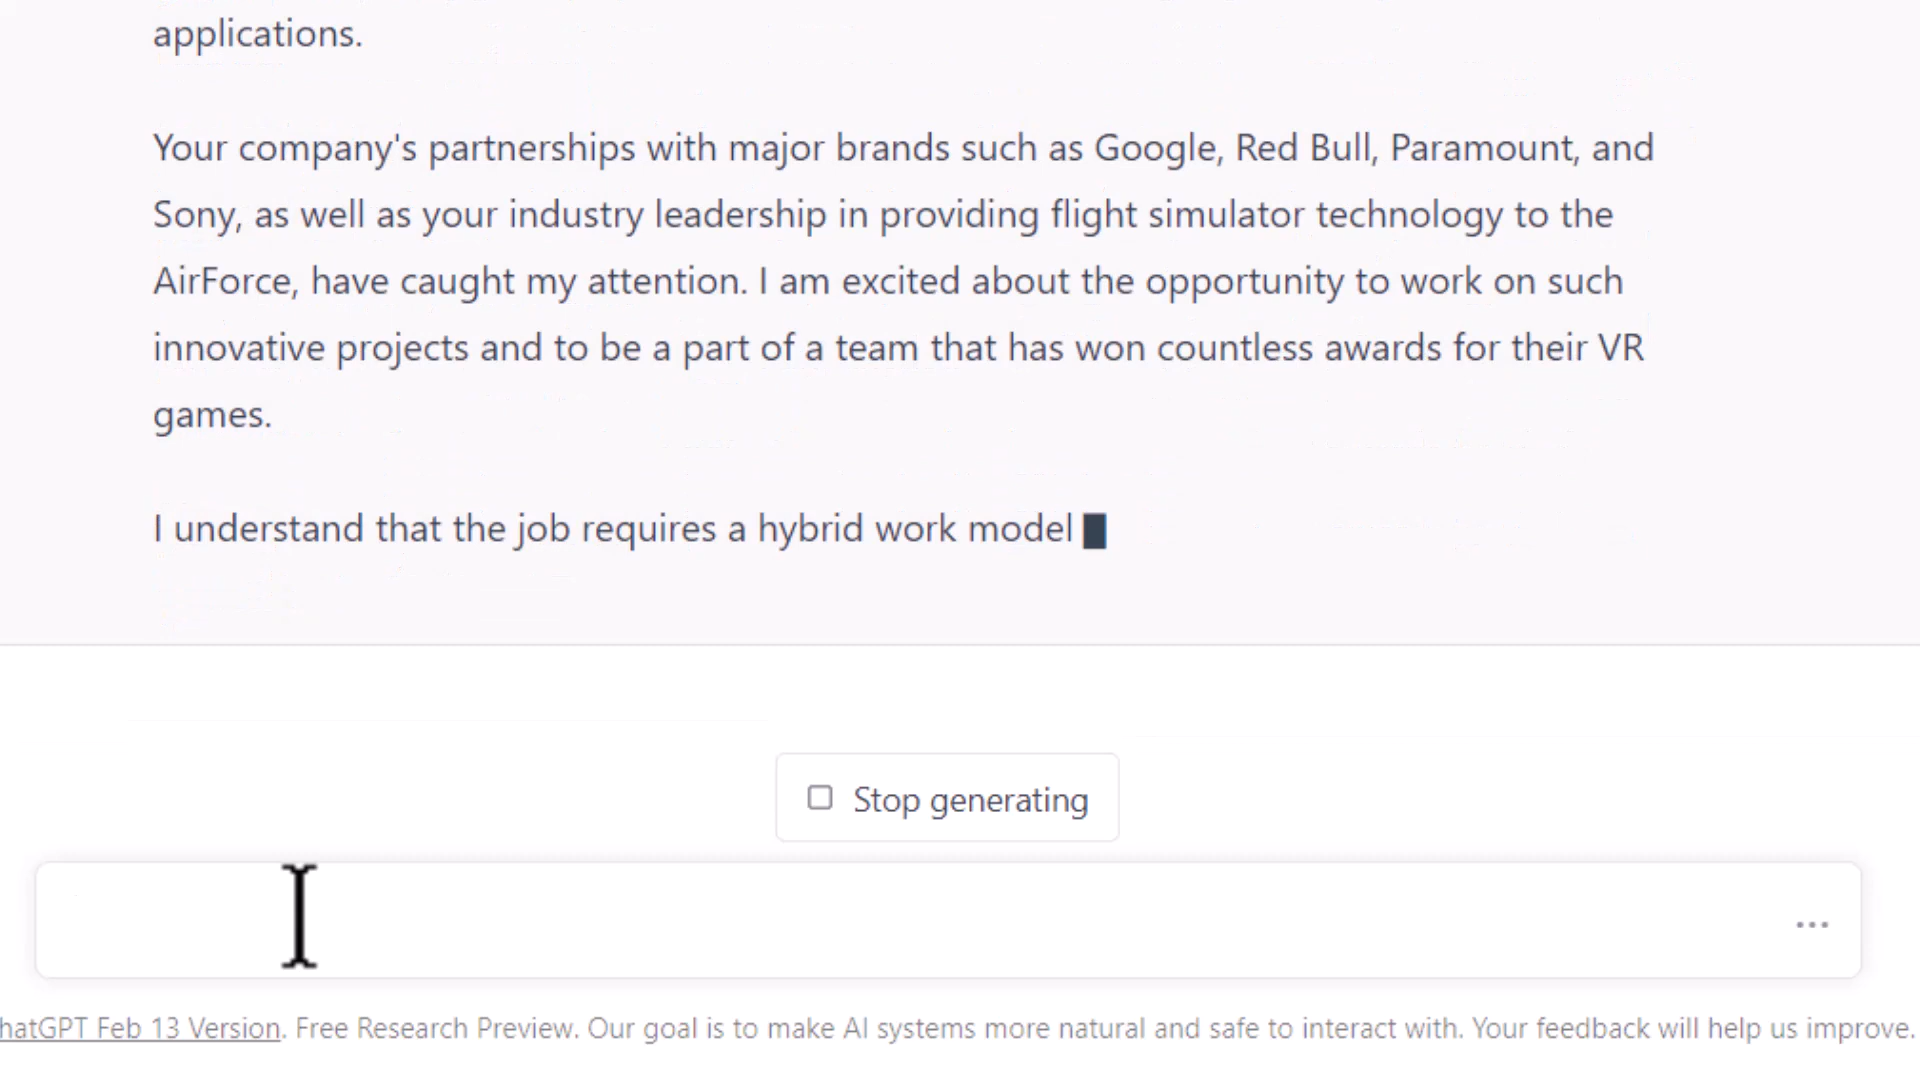 applications.
Your company's partnerships with major brands such as Google, Red Bull, Paramount, and
Sony, as well as your industry leadership in providing flight simulator technology to the
AirForce, have caught my attention. I am excited about the opportunity to work on such
innovative projects and to be a part of a team that has won countless awards for their VR
games.
I understand that the job requires a hybrid work model
Stop generating
hatGPT Feb 13 Version. Free Research Preview. Our goal is to make AI systems more natural and safe to interact with. Your feedback will help us improve.